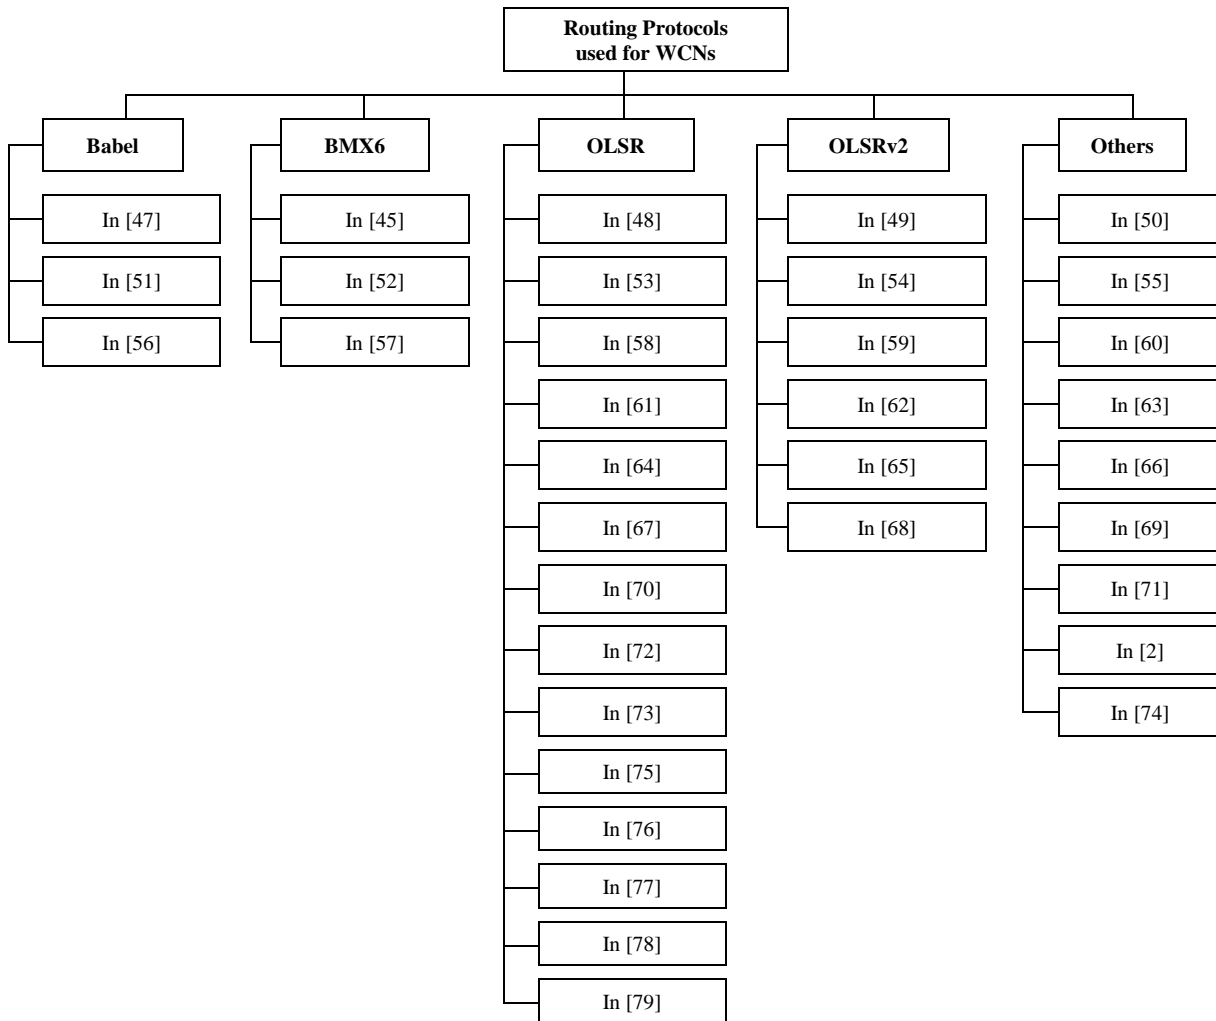 Routing Protocols
used for WCNs
Babel
BMX6
OLSR
OLSRv2
Others
In [47]
In [45]
In [48]
In [49]
In [50]
In [51]
In [52]
In [53]
In [54]
In [55]
In [56]
In [57]
In [58]
In [59]
In [60]
In [61]
In [62]
In [63]
In [64]
In [65]
In [66]
In [67]
In [68]
In [69]
In [70]
In [71]
In [72]
In [2]
In [73]
In [74]
In [75]
In [76]
In [77]
In [78]
In [79]